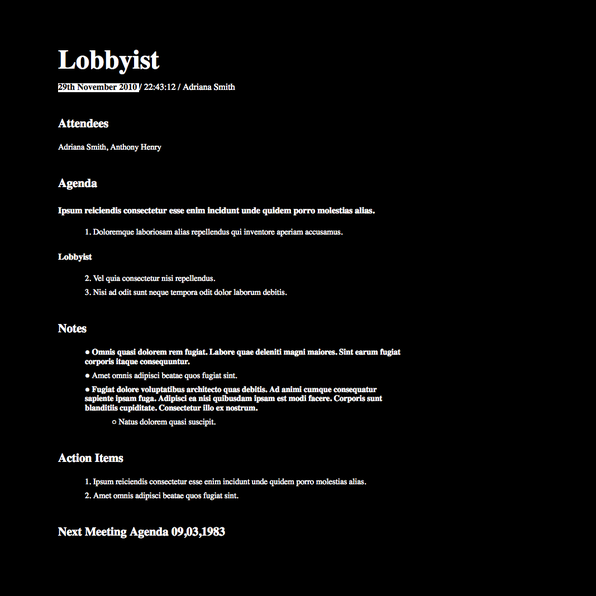 Lobbyist
29th November 2010 / 22:43:12 / Adriana Smith
Attendees
Adriana Smith, Anthony Henry
Agenda
Ipsum reiciendis consectetur esse enim incidunt unde quidem porro molestias alias.
1. Doloremque laboriosam alias repellendus qui inventore aperiam accusamus.
Lobbyist
2. Vel quia consectetur nisi repellendus.
3. Nisi ad odit sunt neque tempora odit dolor laborum debitis.
Notes
● Omnis quasi dolorem rem fugiat. Labore quae deleniti magni maiores. Sint earum fugiat
corporis itaque consequuntur.
● Amet omnis adipisci beatae quos fugiat sint.
● Fugiat dolore voluptatibus architecto quas debitis. Ad animi cumque consequatur
sapiente ipsam fuga. Adipisci ea nisi quibusdam ipsam est modi facere. Corporis sunt
blanditiis cupiditate. Consectetur illo ex nostrum.
○ Natus dolorem quasi suscipit.
Action Items
1. Ipsum reiciendis consectetur esse enim incidunt unde quidem porro molestias alias.
2. Amet omnis adipisci beatae quos fugiat sint.
Next Meeting Agenda 09,03,1983